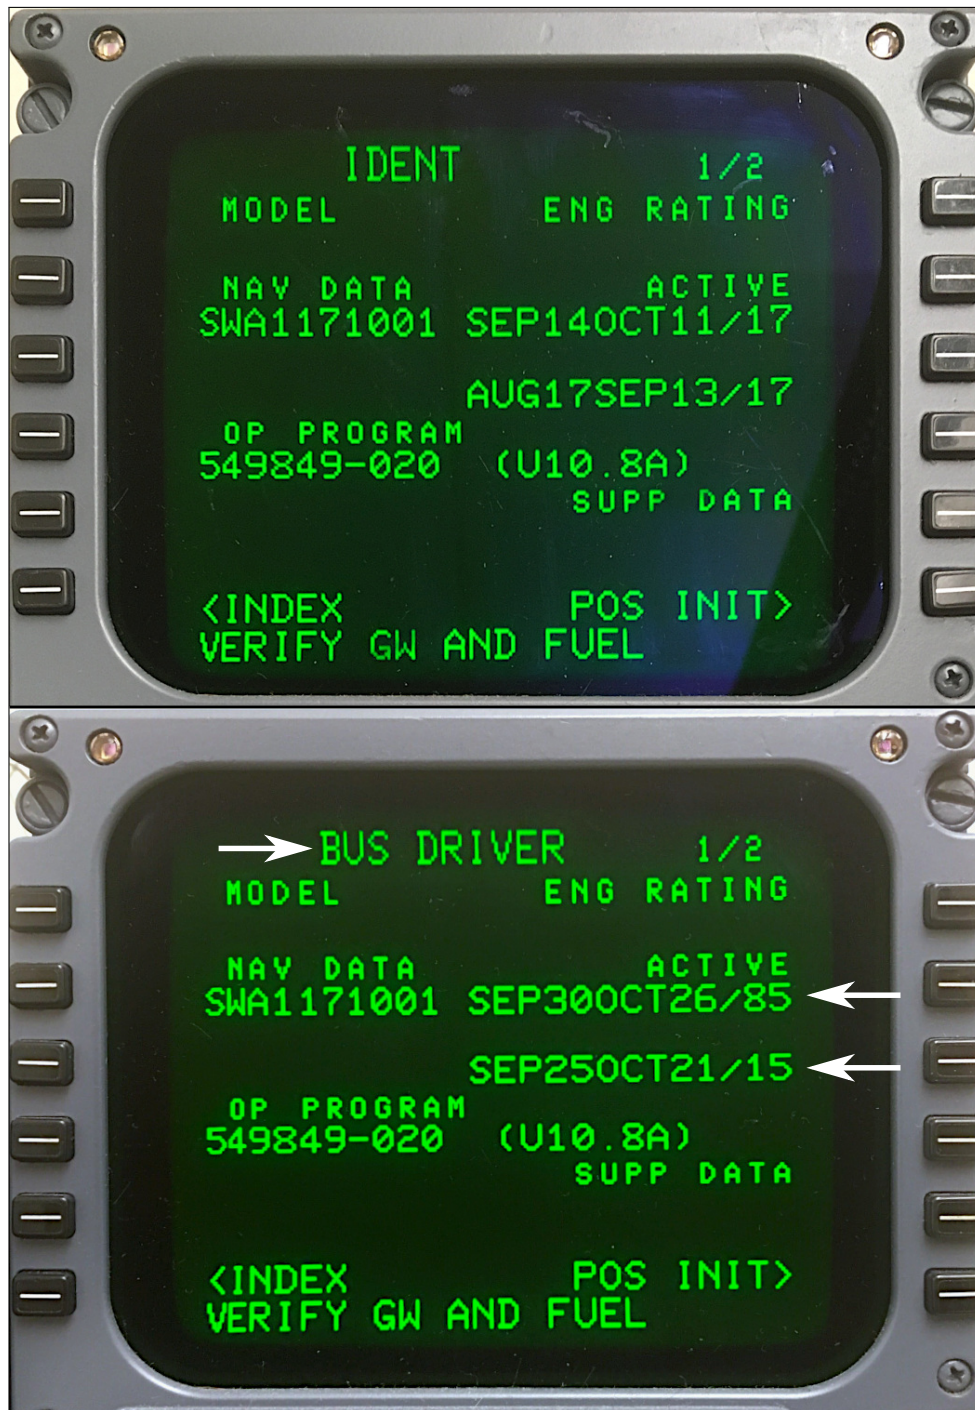 IDENT 1/2
MODEL ENG RATING
NAV DATA ACTIVE
SWA1171001 SEP14OCT11/17
AUG17SEP13/17
OP PROGRAM
549849-020 (U10.8A)
SUPP DATA
<INDEX POS INIT>
VERIFY GW AND FUEL
BUS DRIVER 1/2
MODEL ENG RATING
NAV DATA ACTIVE
SWA1171001 SEP30OCT26/85
SEP25OCT21/15
OP PROGRAM
549849-020 (U10.8A)
SUPP DATA
<INDEX POS INIT>
VERIFY GW AND FUEL